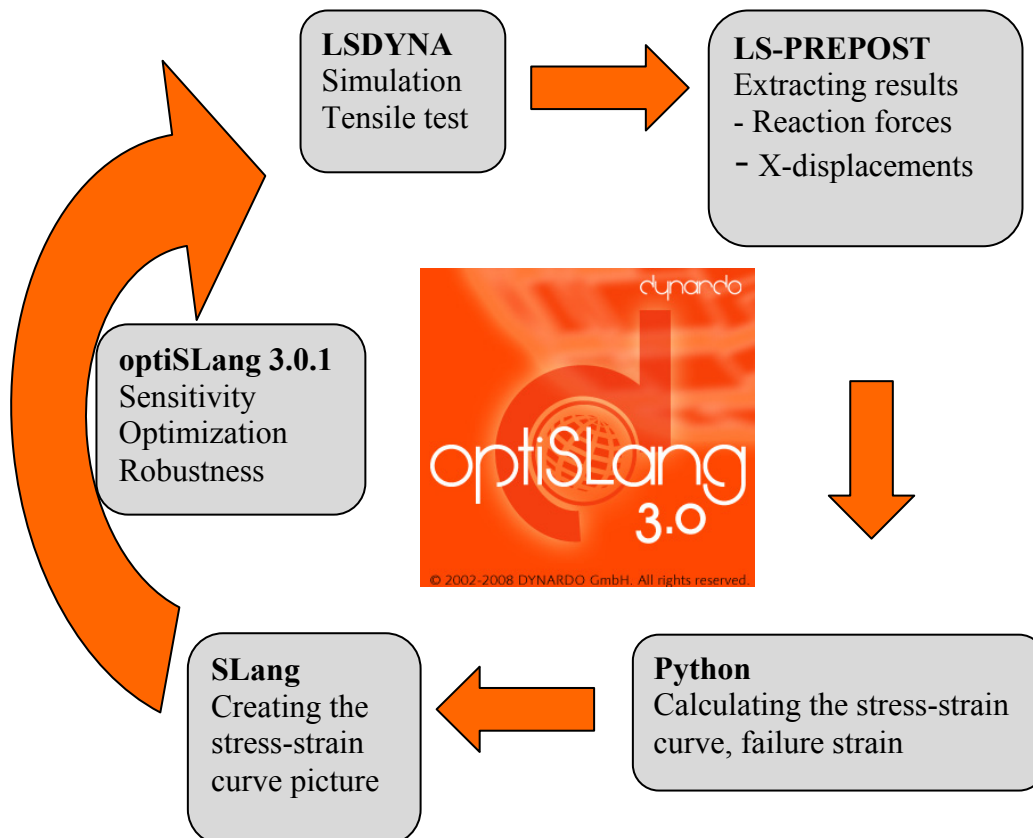 LSDYNA
Simulation
Tensile test
LS-PREPOST
Extracting results
- Reaction forces
- X-displacements
optiSLang 3.0.1
Sensitivity
Optimization
Robustness
dynardo
optiSLang
3.0
© 2002-2008 DYNARDO GmbH. All rights reserved.
SLang
Creating the
stress-strain
curve picture
Python
Calculating the stress-strain
curve, failure strain